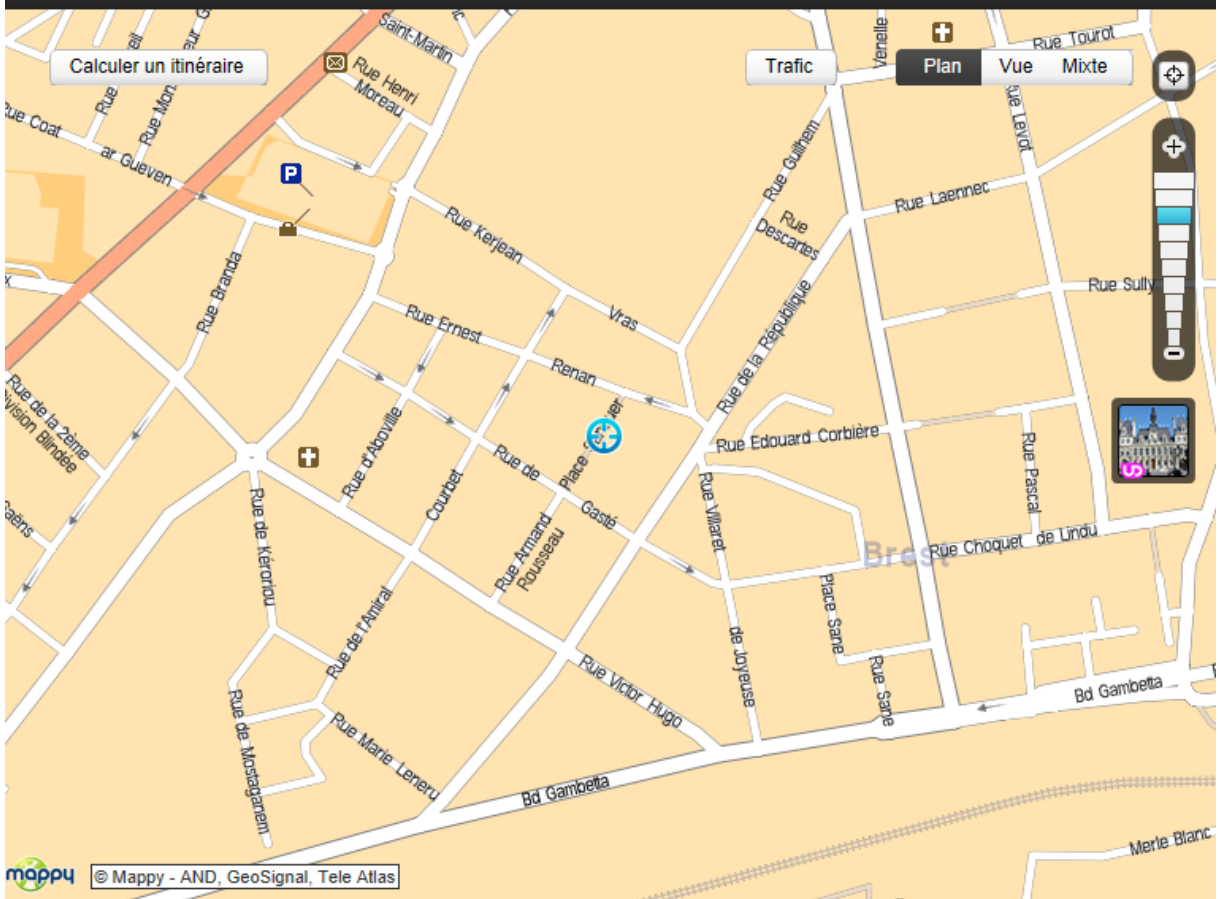 Saint-Martin
Rue Tourot
Calculer un itinéraire
Trafic
Plan
Vue
Mixte
Venelle
Rue Henri
Moreau
Rue Levot
Rue Coat
ar Gueven
P
Rue Guilhem
Rue Laennec
Rue Kerjean
Vras
Rue
Descartes
Rue Branda
Rue Sully
Rue Ernest
Renan
Rue de la République
Rue de la 2ème
Division Blindée
Rue d'Aboville
Courbet
Rue de
Gasté
Place
Rue Edouard Corbière
Rue Pascal
Rue Armand
Rousseau
Rue Villaret
de Joyeuse
Brest
Rue Choquet de Lindu
Rue de Kéroriou
Rue de l'Amiral
Place Sane
Rue Sane
Rue Victor Hugo
Bd Gambetta
Rue de Mostaganem
Rue Marie Leneru
Bd Gambetta
Merle Blanc
mappy
© Mappy - AND, GeoSignal, Tele Atlas